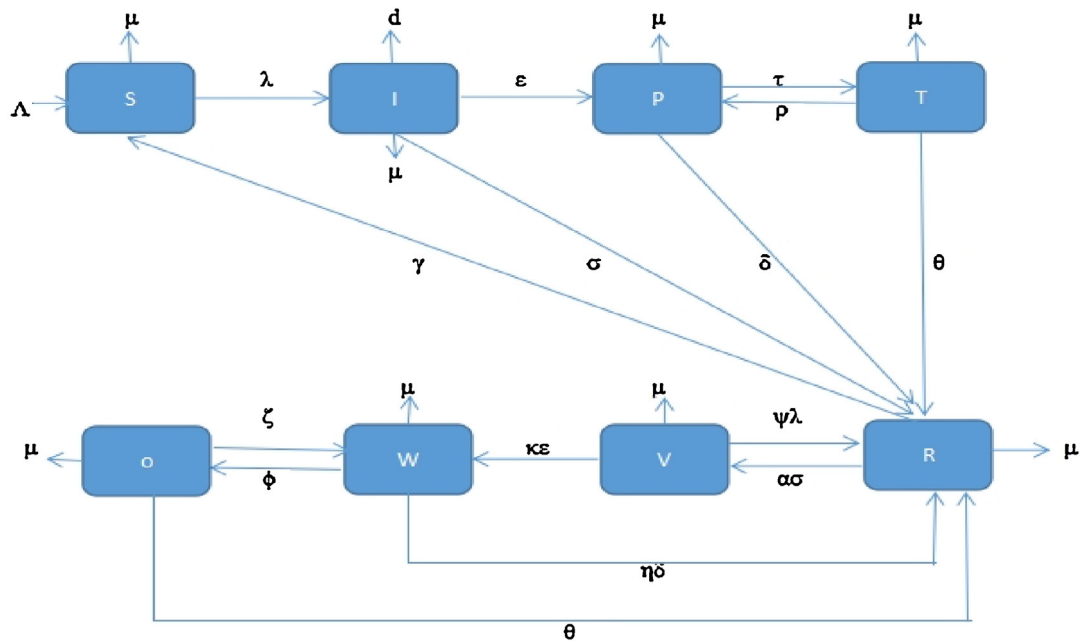 μ d μ μ
λ ε τ
Λ S I P T
ρ
μ
γ σ δ θ
μ μ
ζ ψλ
μ o W κε V R μ
φ ασ
ηδ
θ